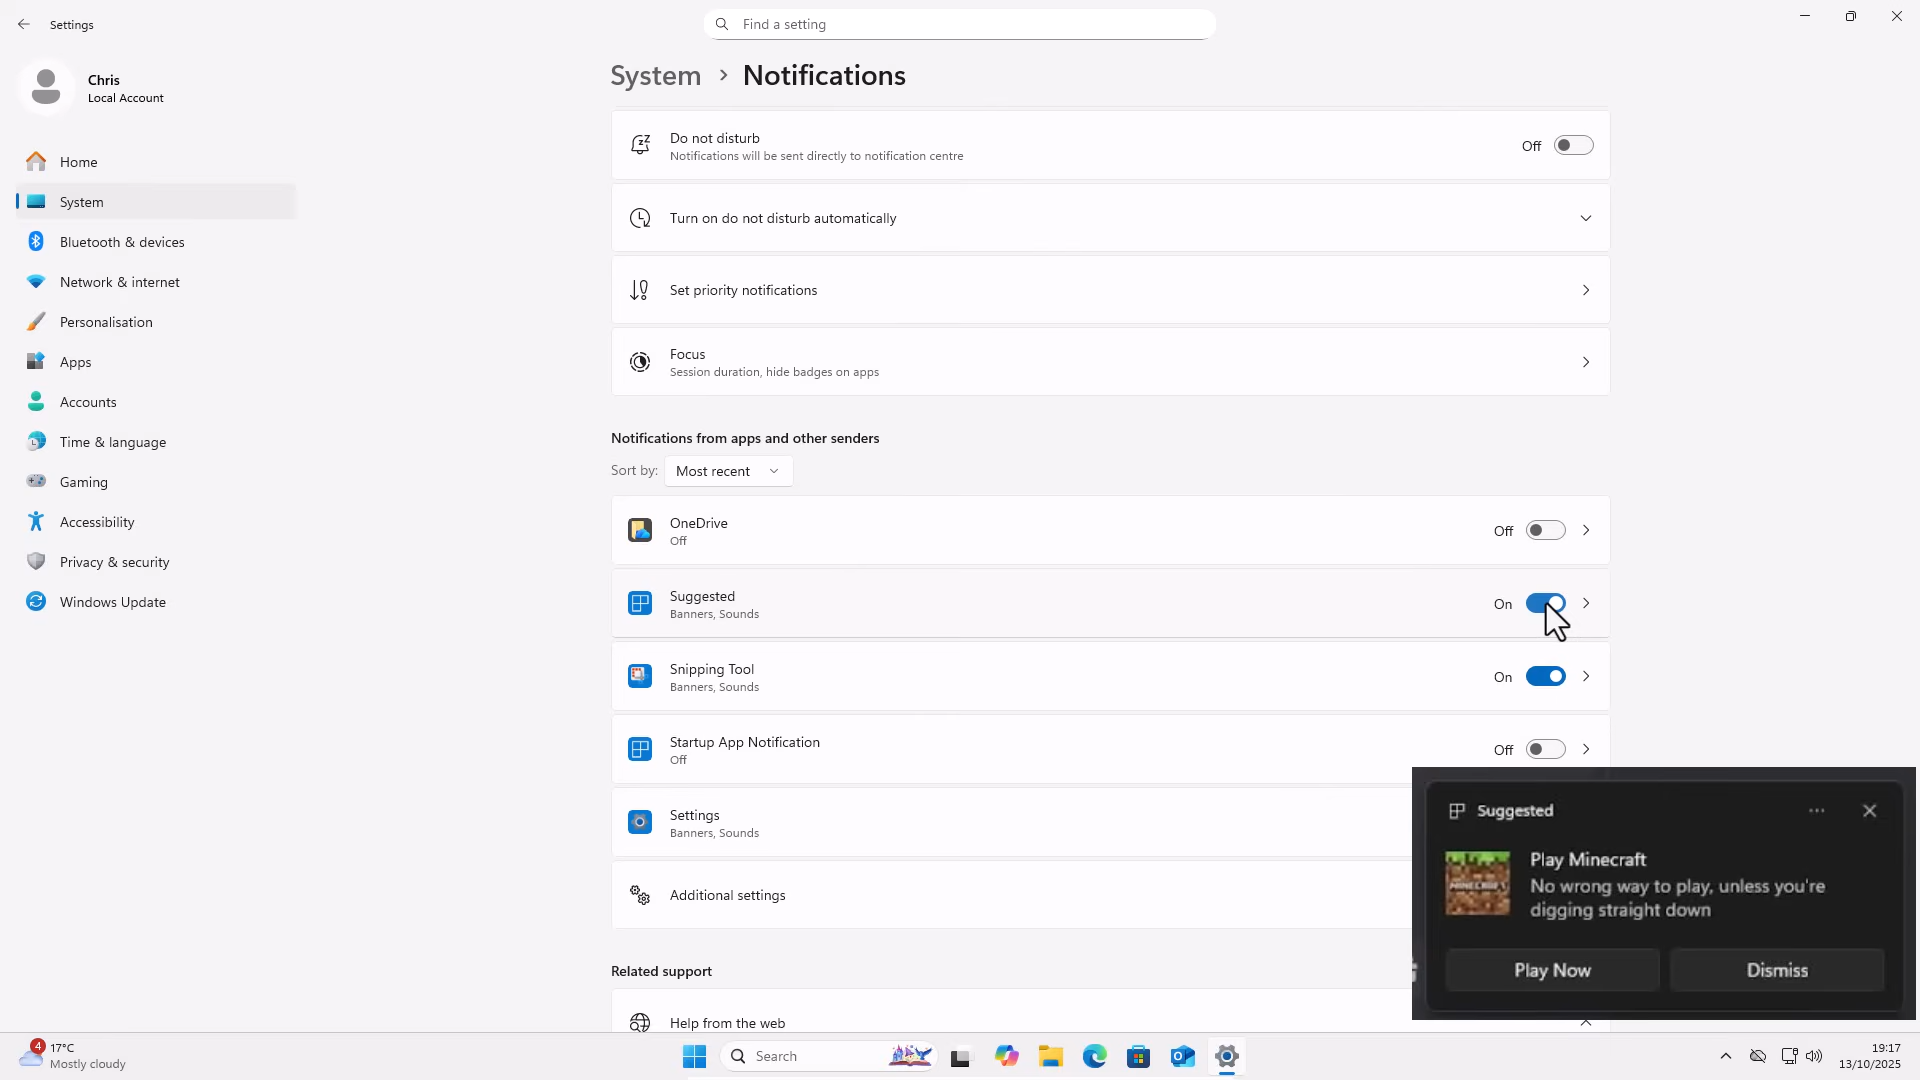 Settings
Find a setting
Chris
Local Account
Home
System
Bluetooth & devices
Network & internet
Personalisation
Apps
Accounts
Time & language
Gaming
Accessibility
Privacy & security
Windows Update
System > Notifications
Do not disturb
Notifications will be sent directly to notification centre
Off
Turn on do not disturb automatically
Set priority notifications
Focus
Session duration, hide badges on apps
Notifications from apps and other senders
Sort by: Most recent
OneDrive
Off
Off
Suggested
Banners, Sounds
On
Snipping Tool
Banners, Sounds
On
Startup App Notification
Off
Off
Settings
Banners, Sounds
Additional settings
Related support
Help from the web
Suggested
MINECRAFT
Play Minecraft
No wrong way to play, unless you're
digging straight down
Play Now
Dismiss
4
17°C
Mostly cloudy
Search
19:17
13/10/2025